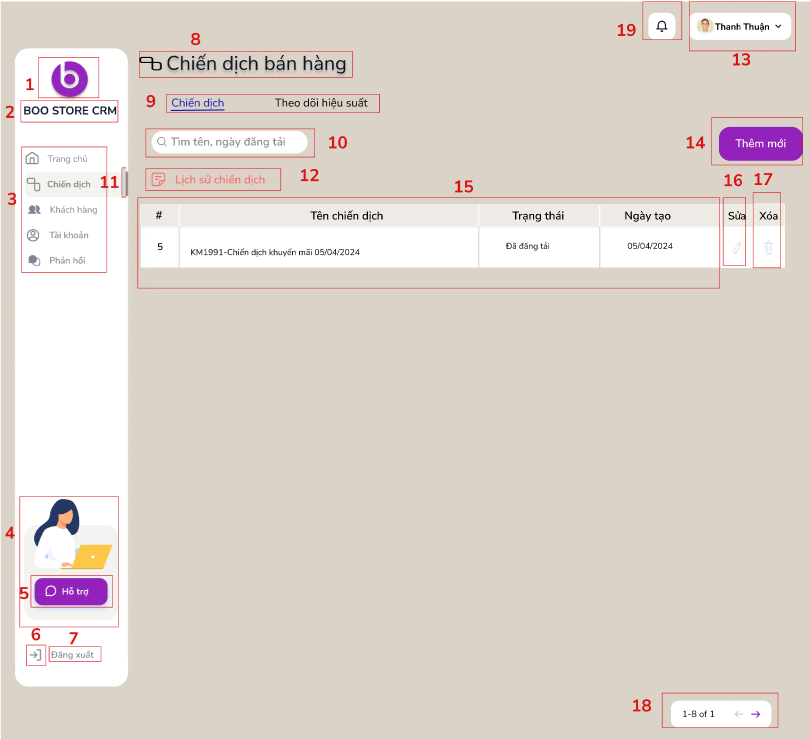 19
Thanh Thuận
13
8
Chiến dịch bán hàng
1
b
2
BOO STORE CRM
9
Chiến dịch
Theo dõi hiệu suất
10
Tìm tên, ngày đăng tải
14
Thêm mới
3
Trang chủ
Chiến dịch
11
Khách hàng
Tài khoản
Phản hồi
12
Lịch sử chiến dịch
15
16
17
# Tên chiến dịch Trạng thái Ngày tạo Sửa Xóa
5 KM1991-Chiến dịch khuyến mãi 05/04/2024 Đã đăng tải 05/04/2024
4
5
Hỗ trợ
6
7
Đăng xuất
18
1-8 of 1